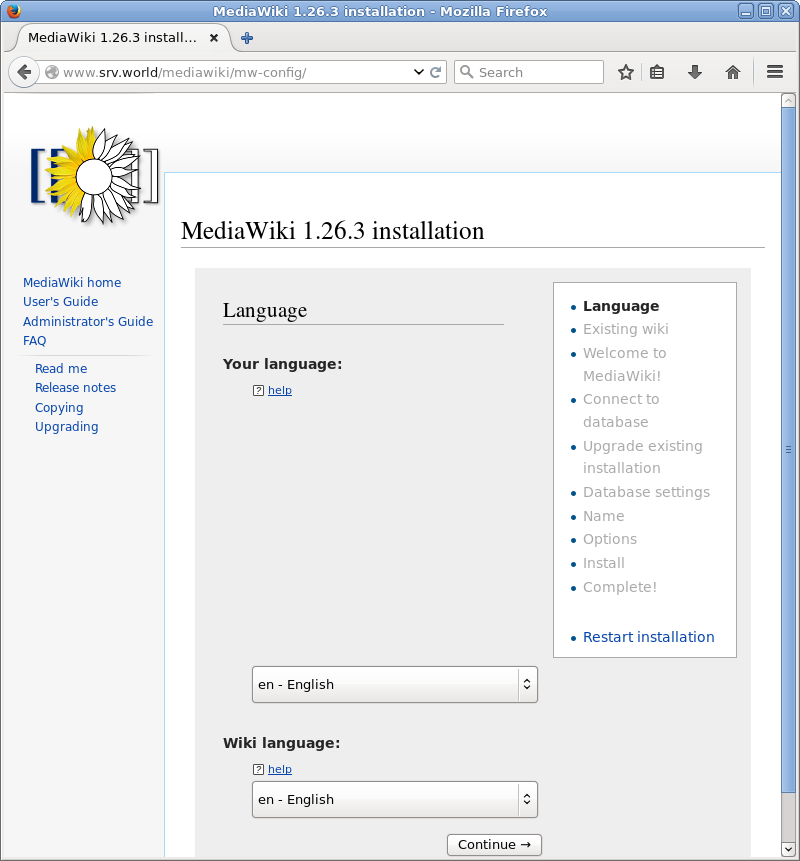 MediaWiki 1.26.3 installation - Mozilla Firefox
MediaWiki 1.26.3 install...
www.srv.world/mediawiki/mw-config/
Search
MediaWiki home
User's Guide
Administrator's Guide
FAQ
Read me
Release notes
Copying
Upgrading
MediaWiki 1.26.3 installation
Language
Your language:
? help
en - English
Wiki language:
? help
en - English
Continue →
Language
Existing wiki
Welcome to
MediaWiki!
Connect to
database
Upgrade existing
installation
Database settings
Name
Options
Install
Complete!
Restart installation